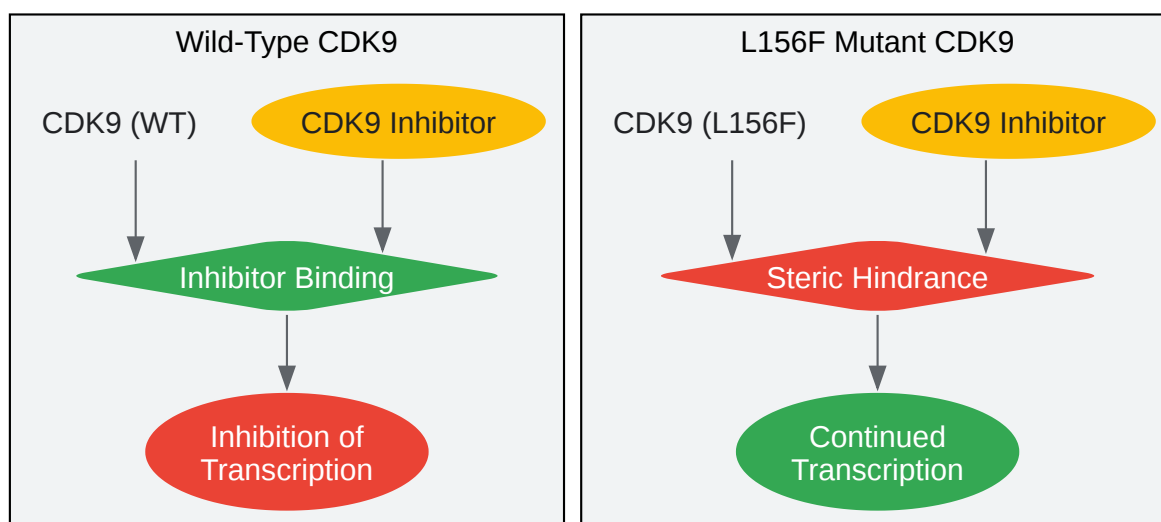 Wild-Type CDK9
CDK9 (WT)
CDK9 Inhibitor
Inhibitor Binding
Inhibition of
Transcription
L156F Mutant CDK9
CDK9 (L156F)
CDK9 Inhibitor
Steric Hindrance
Continued
Transcription